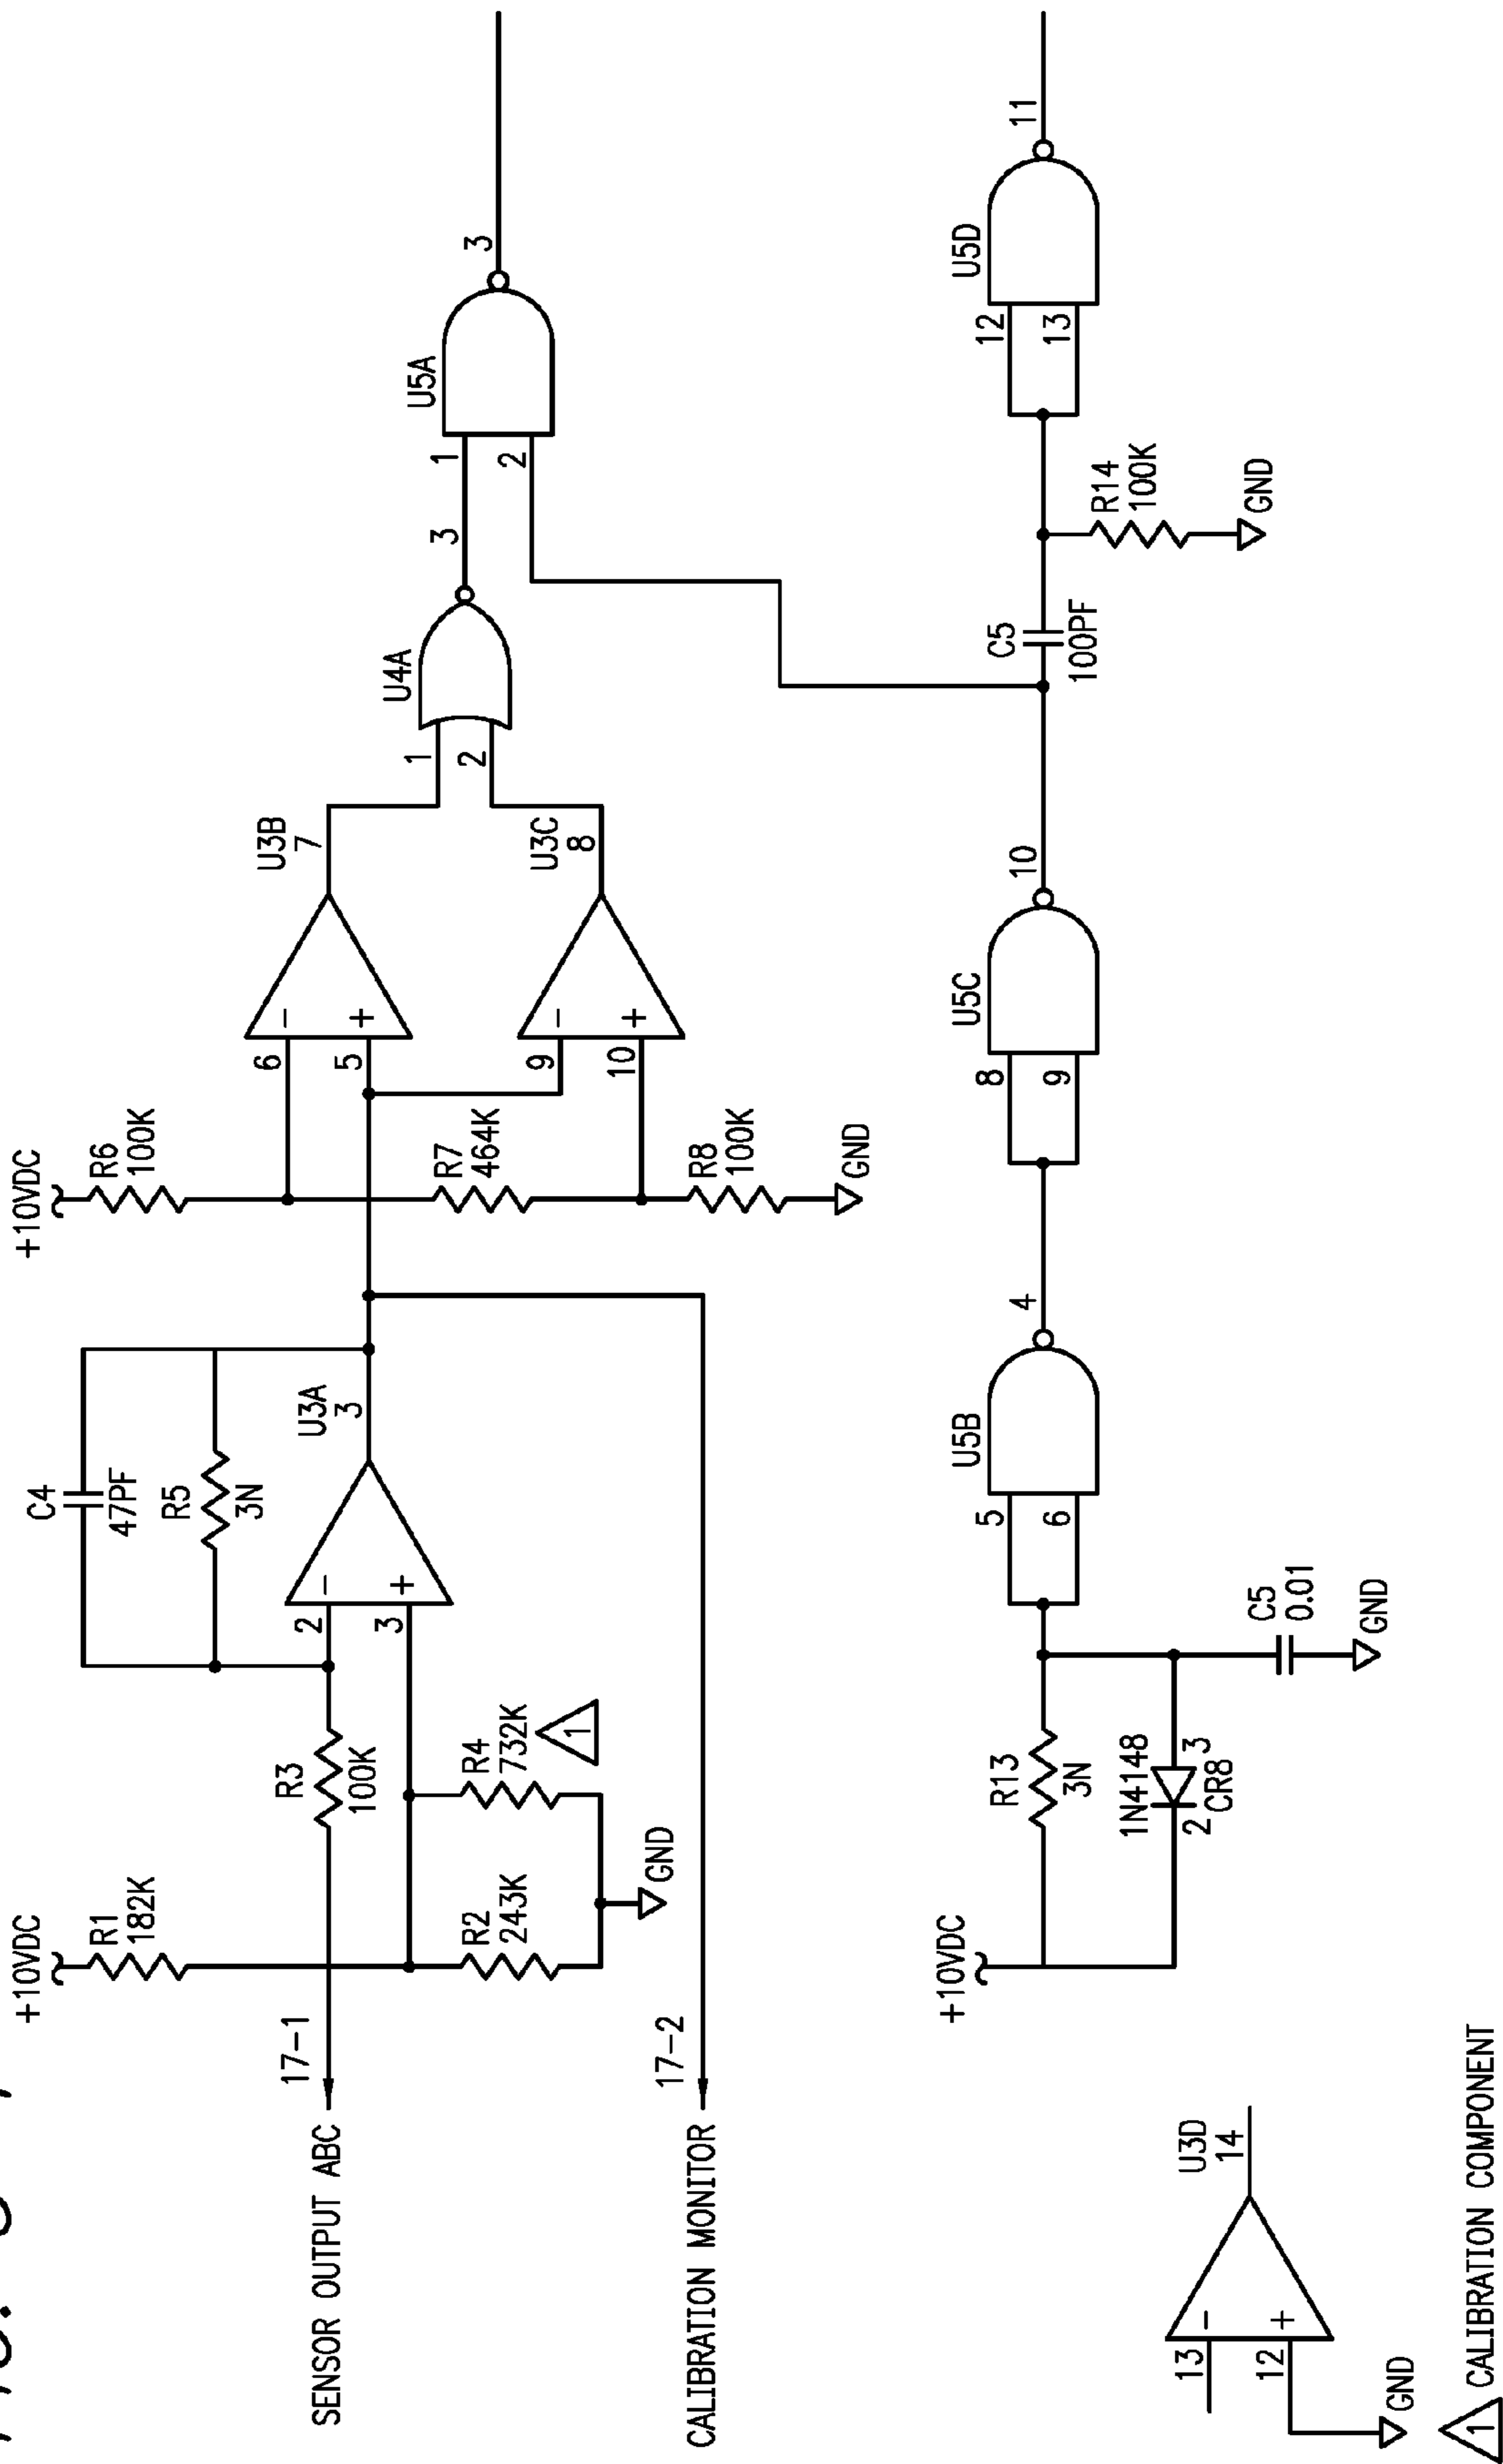 +10VDC
R1
182K
R3
100K
C4
47PF
R5
3N
-
+
2
3
U3A
3
R2
243K
R4
732K
1
GND
SENSOR OUTPUT ABC
17-1
CALIBRATION MONITOR
17-2
+10VDC
R6
100K
R7
464K
R8
100K
GND
6
5
-
+
U3B
7
9
10
-
+
U3C
8
1
2
U4A
3
1
2
U5A
3
+10VDC
R13
3N
1N4148
2
3
CR8
C5
0.01
GND
5
6
U5B
4
8
9
U5C
10
C5
100PF
R14
100K
GND
12
13
U5D
11
13
12
-
+
U3D
14
GND
1 CALIBRATION COMPONENT